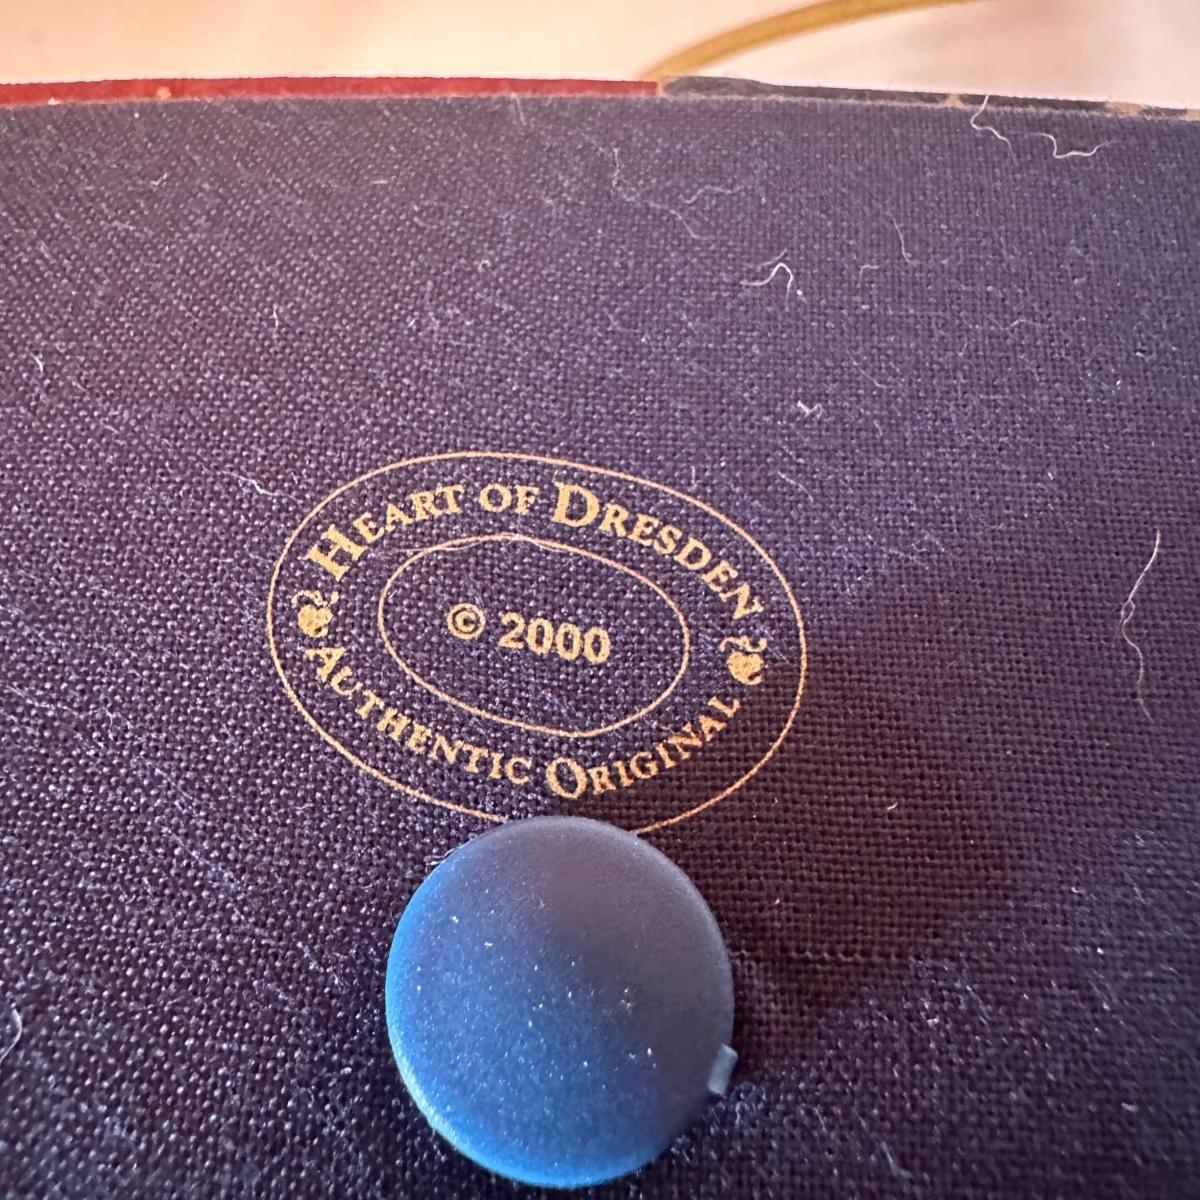 HEART OF DRESDEN
© 2000
AUTHENTIC ORIGINAL